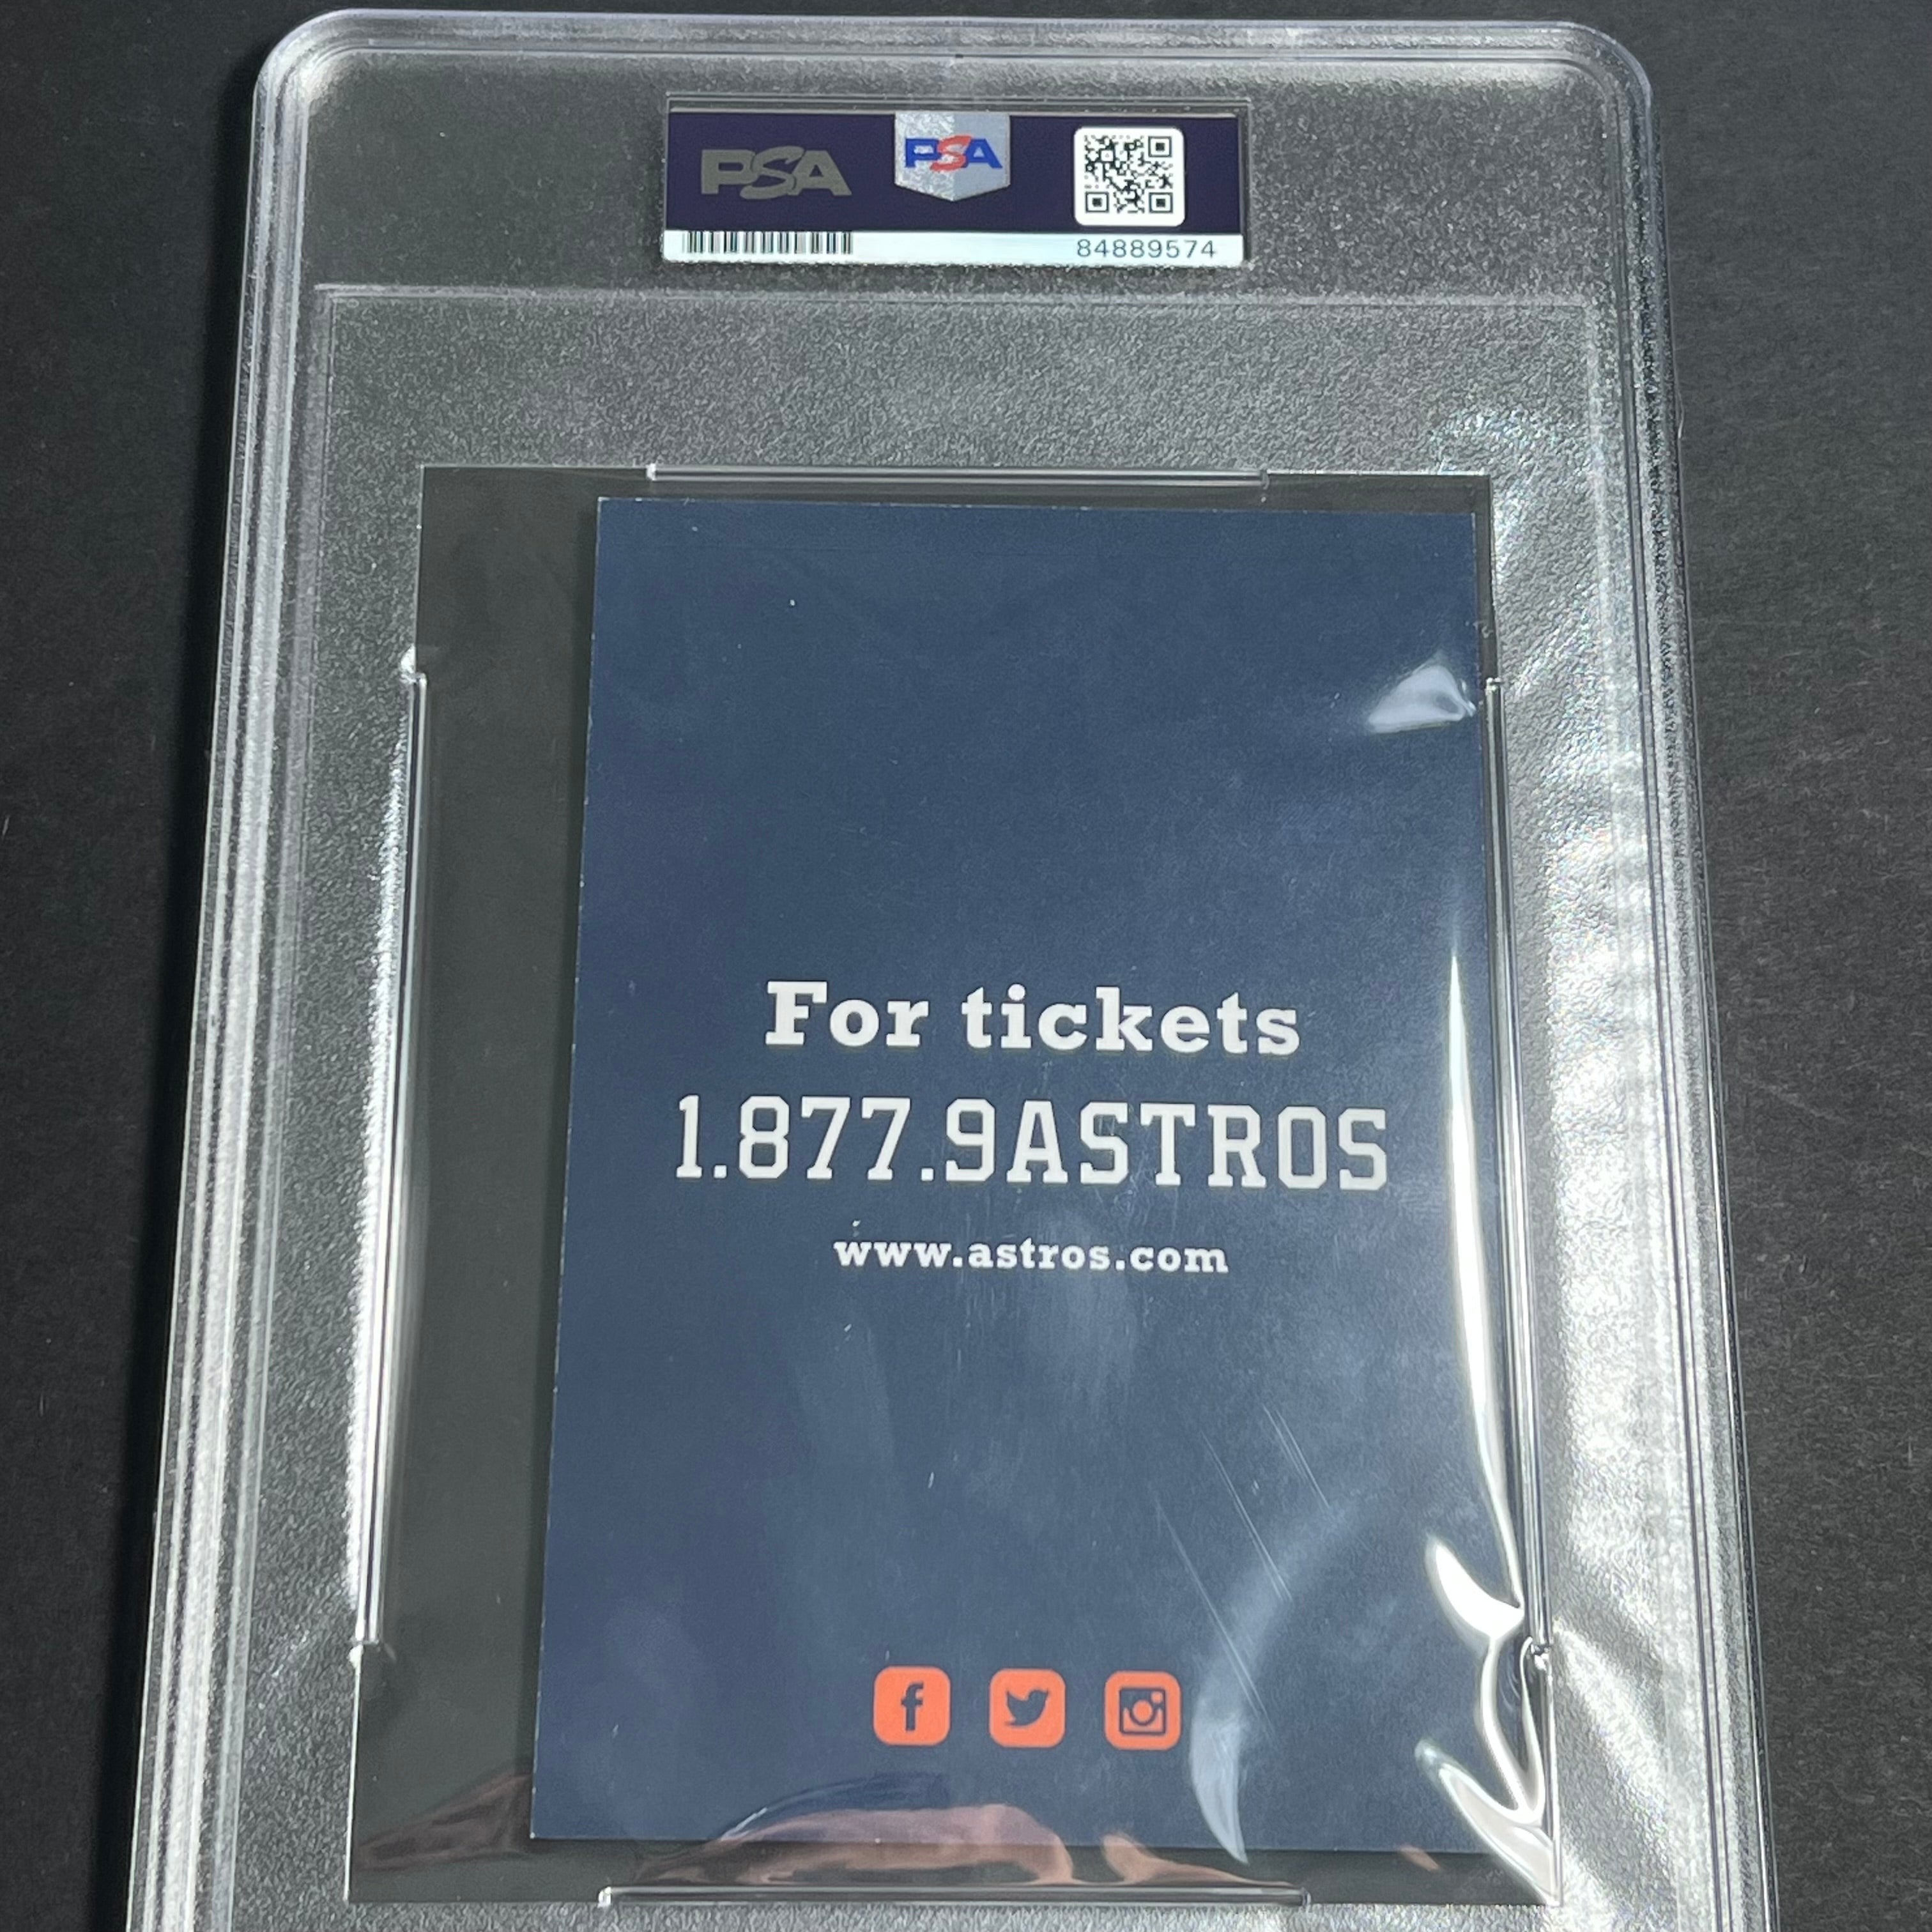 PSA
PSA
84889574
For tickets
1.877.9ASTROS
www.astros.com